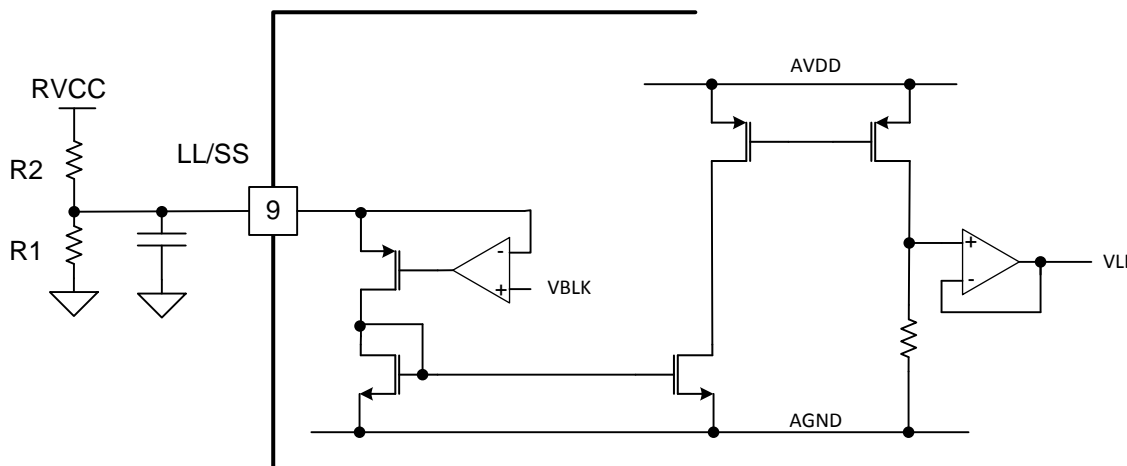 AVDD
RVCC
R2
LL/SS
9
R1
-
+
VBLK
+
-
AGND